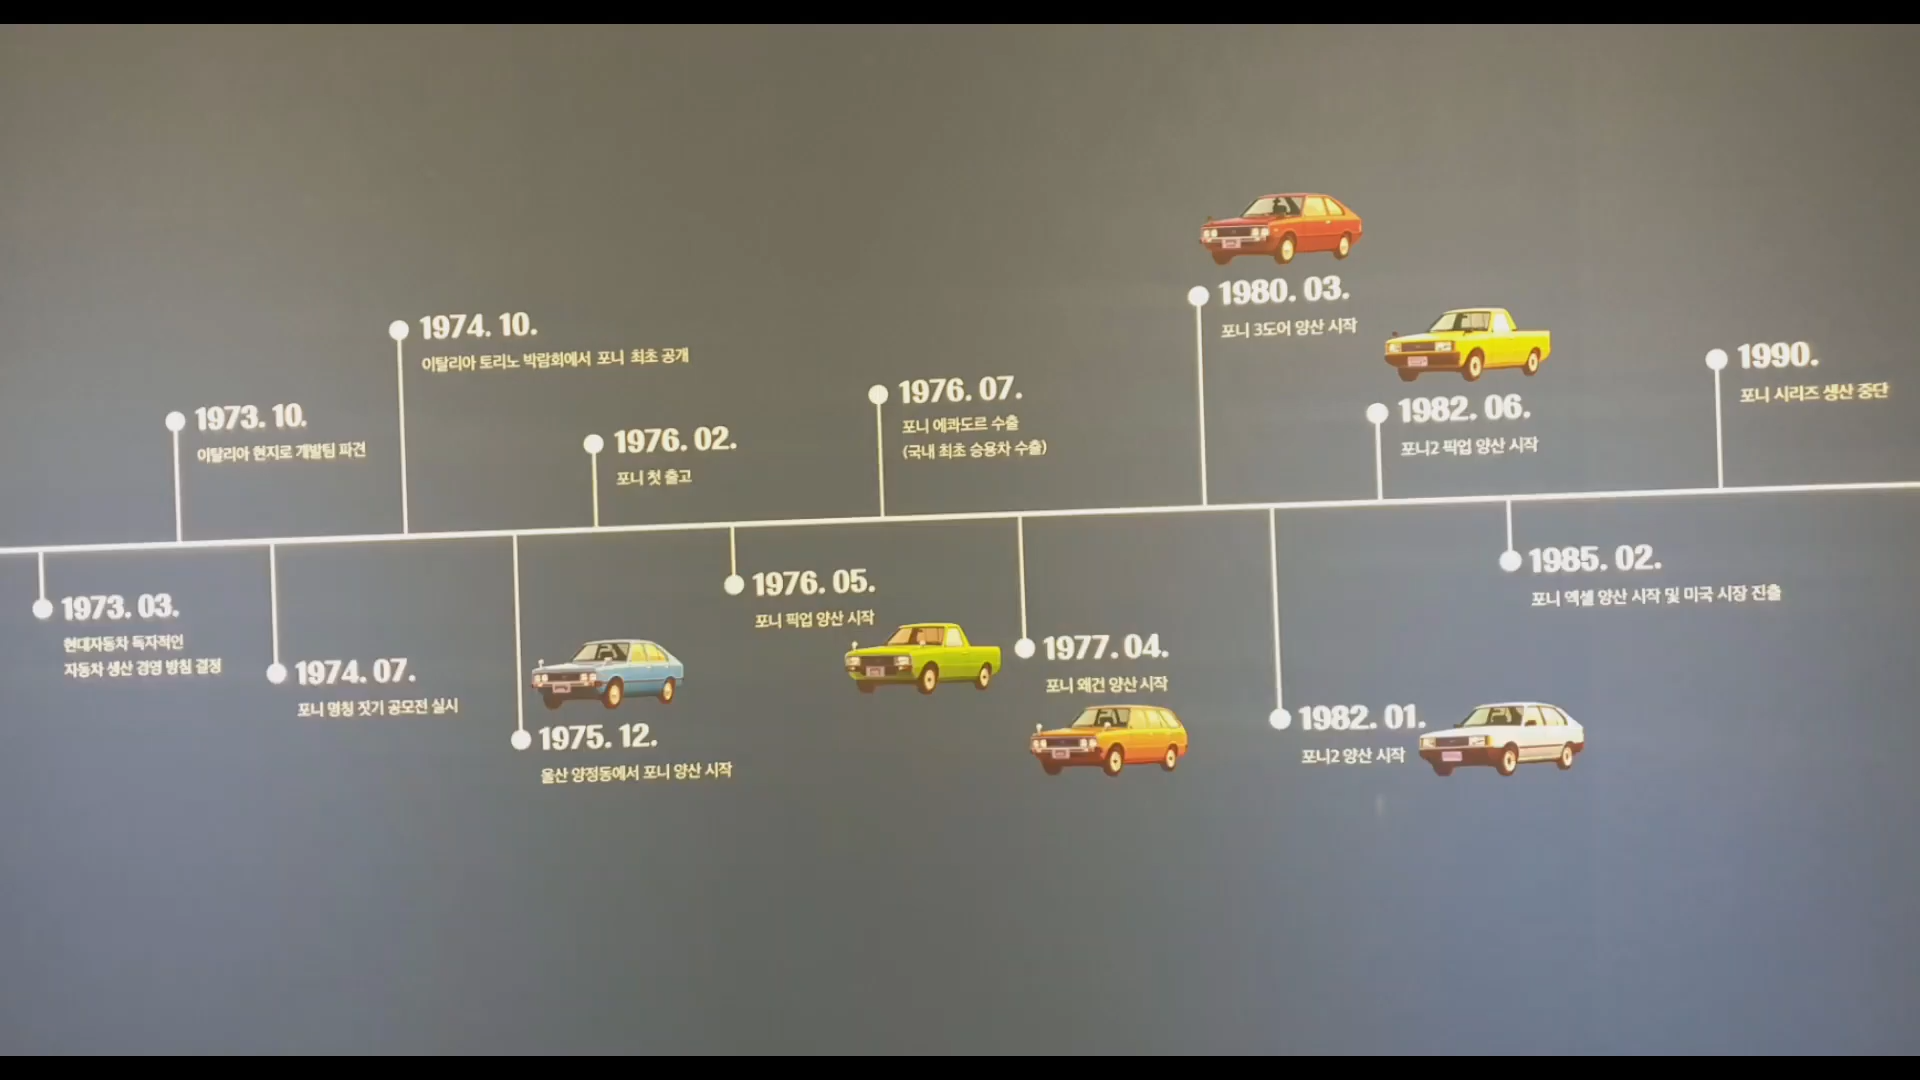 1973. 03.
현대자동차 독자적인
자동차 생산 경영 방침 결정
1973. 10.
이탈리아 현지로 개발팀 파견
1974. 07.
포니 명칭 짓기 공모전 실시
1974. 10.
이탈리아 토리노 박람회에서 포니 최초 공개
1975. 12.
울산 양정동에서 포니 양산 시작
1976. 02.
포니 첫 출고
1976. 05.
포니 픽업 양산 시작
1976. 07.
포니 에콰도르 수출
(국내 최초 승용차 수출)
1977. 04.
포니 왜건 양산 시작
1980. 03.
포니 3도어 양산 시작
1982. 01.
포니2 양산 시작
1982. 06.
포니2 픽업 양산 시작
1985. 02.
포니 엑셀 양산 시작 및 미국 시장 진출
1990.
포니 시리즈 생산 중단